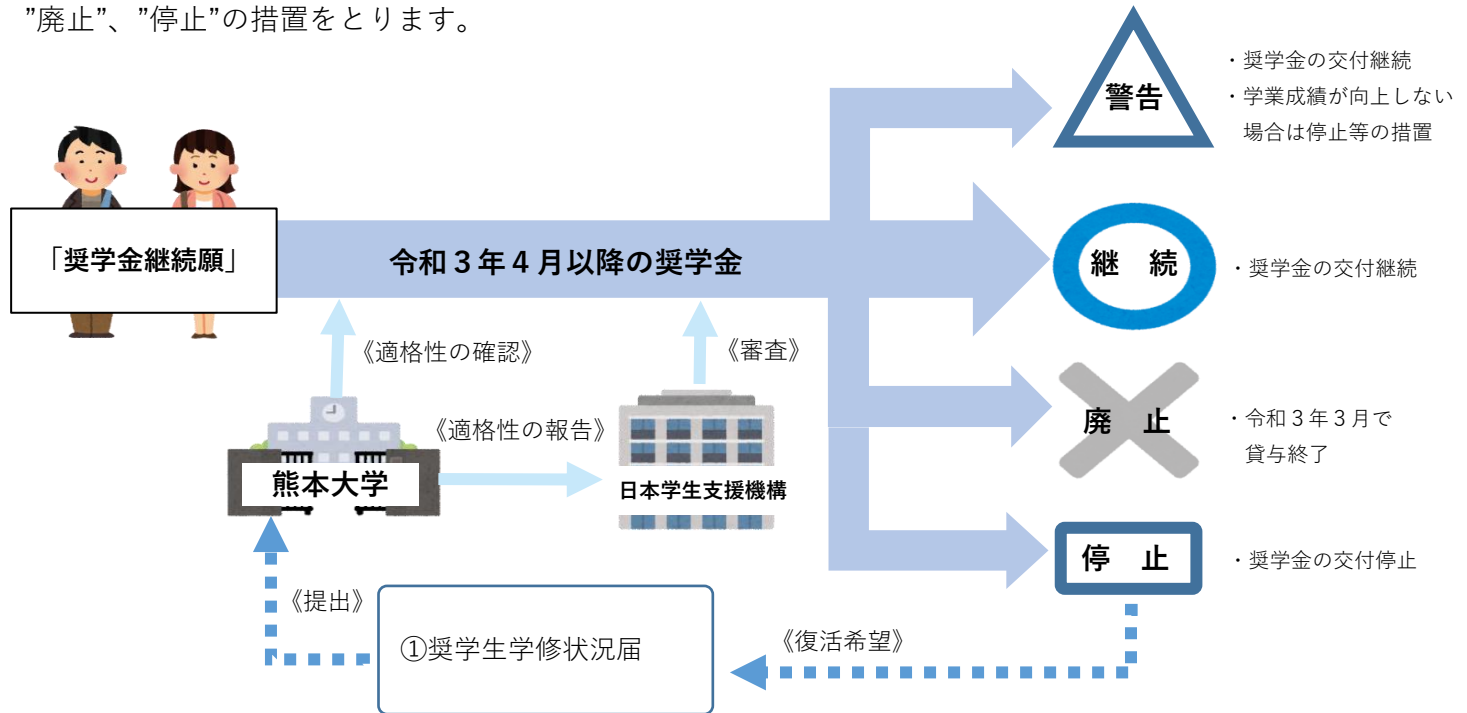 ”廃止”、”停止”の措置をとります。
警告
・奨学金の交付継続
・学業成績が向上しない
場合は停止等の措置
「奨学金継続願」
令和３年４月以降の奨学金
継　続
・奨学金の交付継続
《適格性の確認》
《審査》
《適格性の報告》
熊本大学
日本学生支援機構
廃　止
・令和３年３月で
貸与終了
停　止
・奨学金の交付停止
《提出》
①奨学生学修状況届
《復活希望》